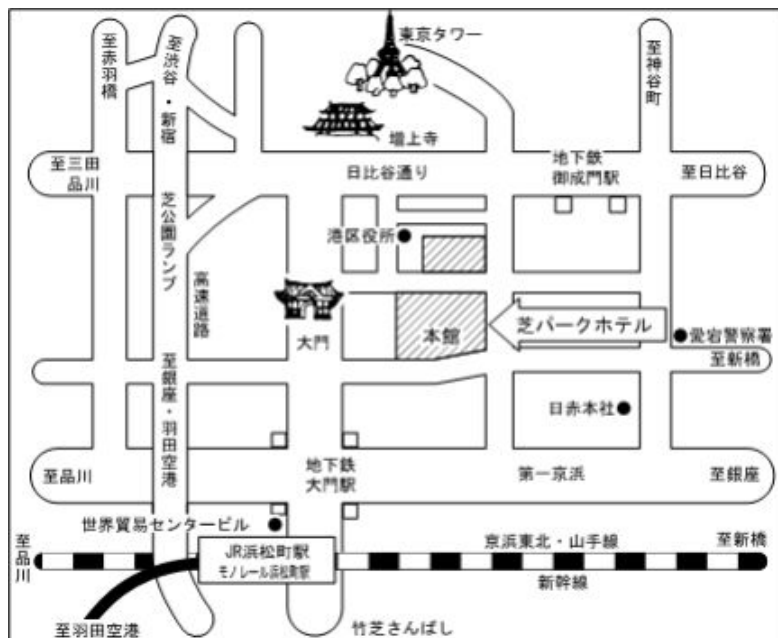 東京タワー
至赤羽橋
至渋谷・新宿
至神谷町
増上寺
至三田
品川
日比谷通り
地下鉄
御成門駅
至日比谷
芝公園ランプ
港区役所
高速道路
大門
本館
芝パークホテル
愛宕警察署
至新橋
至銀座・羽田空港
日赤本社
至品川
地下鉄
大門駅
第一京浜
至銀座
世界貿易センタービル
至品川
JR浜松町駅
モノレール浜松町駅
京浜東北・山手線
至新橋
新幹線
至羽田空港
竹芝さんばし